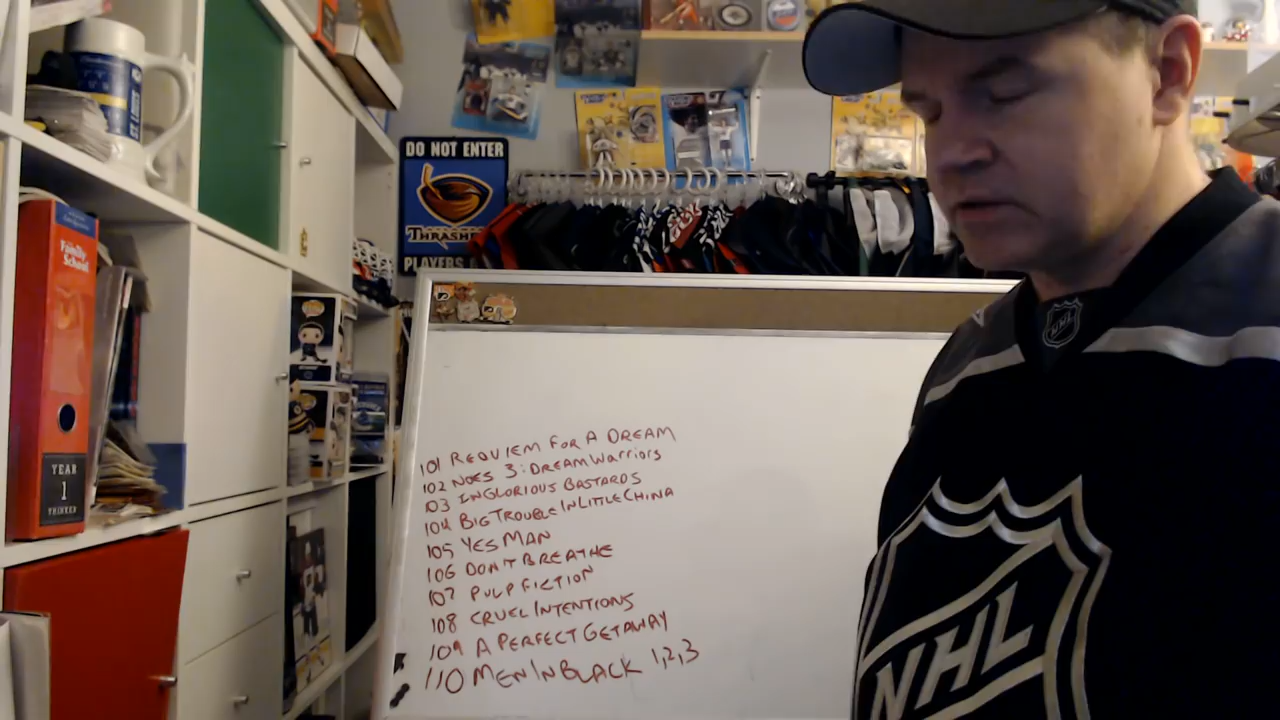 DO NOT ENTER
THRASHERS
PLAYERS
Family
YEAR
1
THINKER
101 REQUIEM FOR A DREAM
102 NOES 3: DREAM WARRIORS
103 INGLORIOUS BASTARDS
104 BIG TROUBLE IN LITTLE CHINA
105 YES MAN
106 DON'T BREATHE
107 PULP FICTION
108 CRUEL INTENTIONS
109 A PERFECT GETAWAY
110 MEN IN BLACK 1,2,3
NHL
NHL